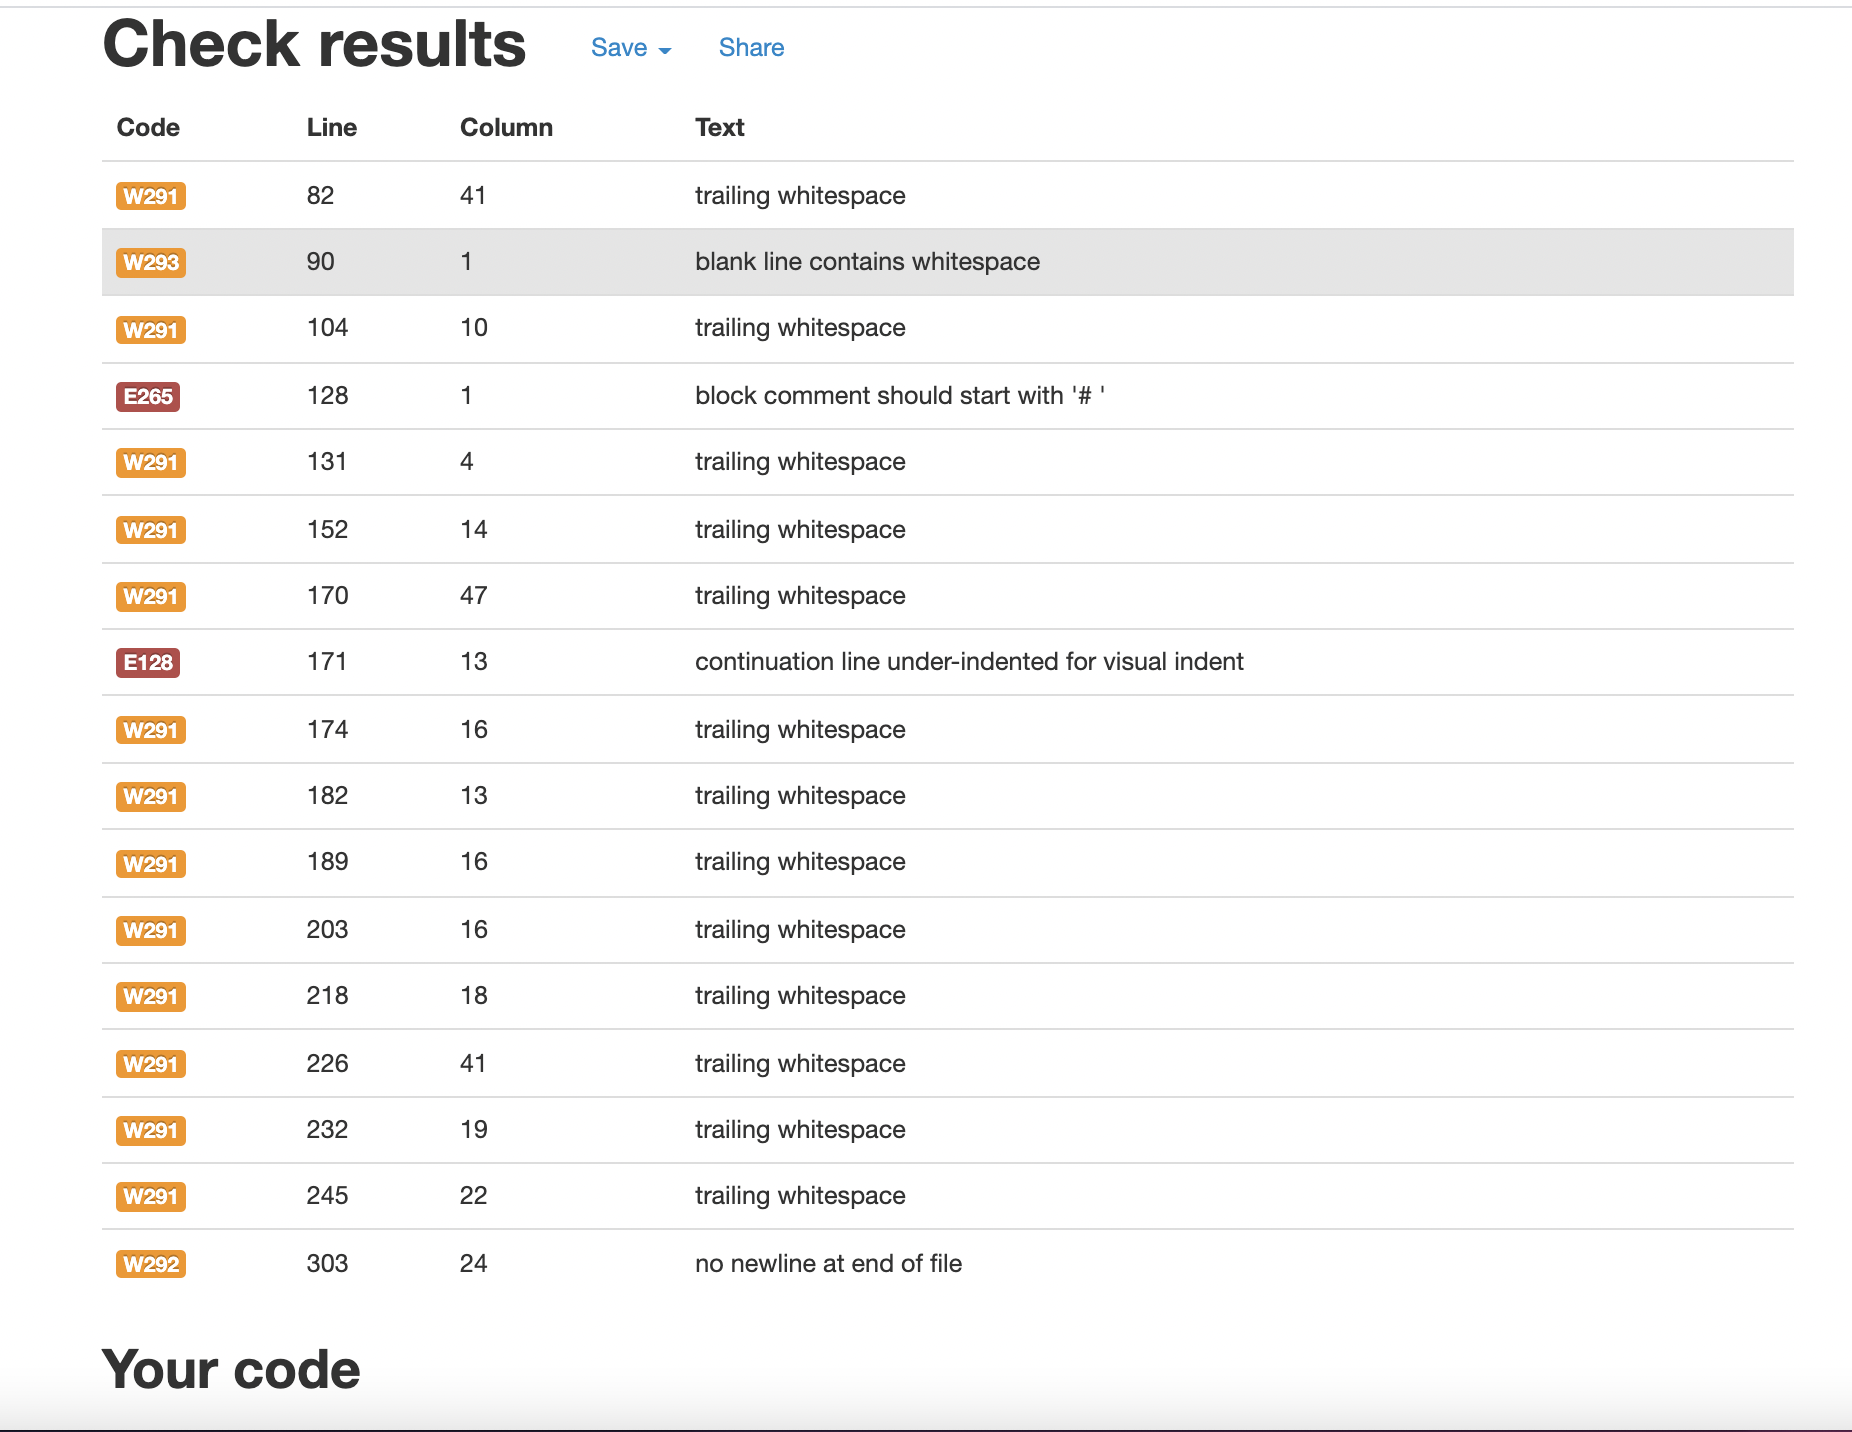 Check results Save Share
Code Line Column Text
W291 82 41 trailing whitespace
W293 90 1 blank line contains whitespace
W291 104 10 trailing whitespace
E265 128 1 block comment should start with '# '
W291 131 4 trailing whitespace
W291 152 14 trailing whitespace
W291 170 47 trailing whitespace
E128 171 13 continuation line under-indented for visual indent
W291 174 16 trailing whitespace
W291 182 13 trailing whitespace
W291 189 16 trailing whitespace
W291 203 16 trailing whitespace
W291 218 18 trailing whitespace
W291 226 41 trailing whitespace
W291 232 19 trailing whitespace
W291 245 22 trailing whitespace
W292 303 24 no newline at end of file
Your code